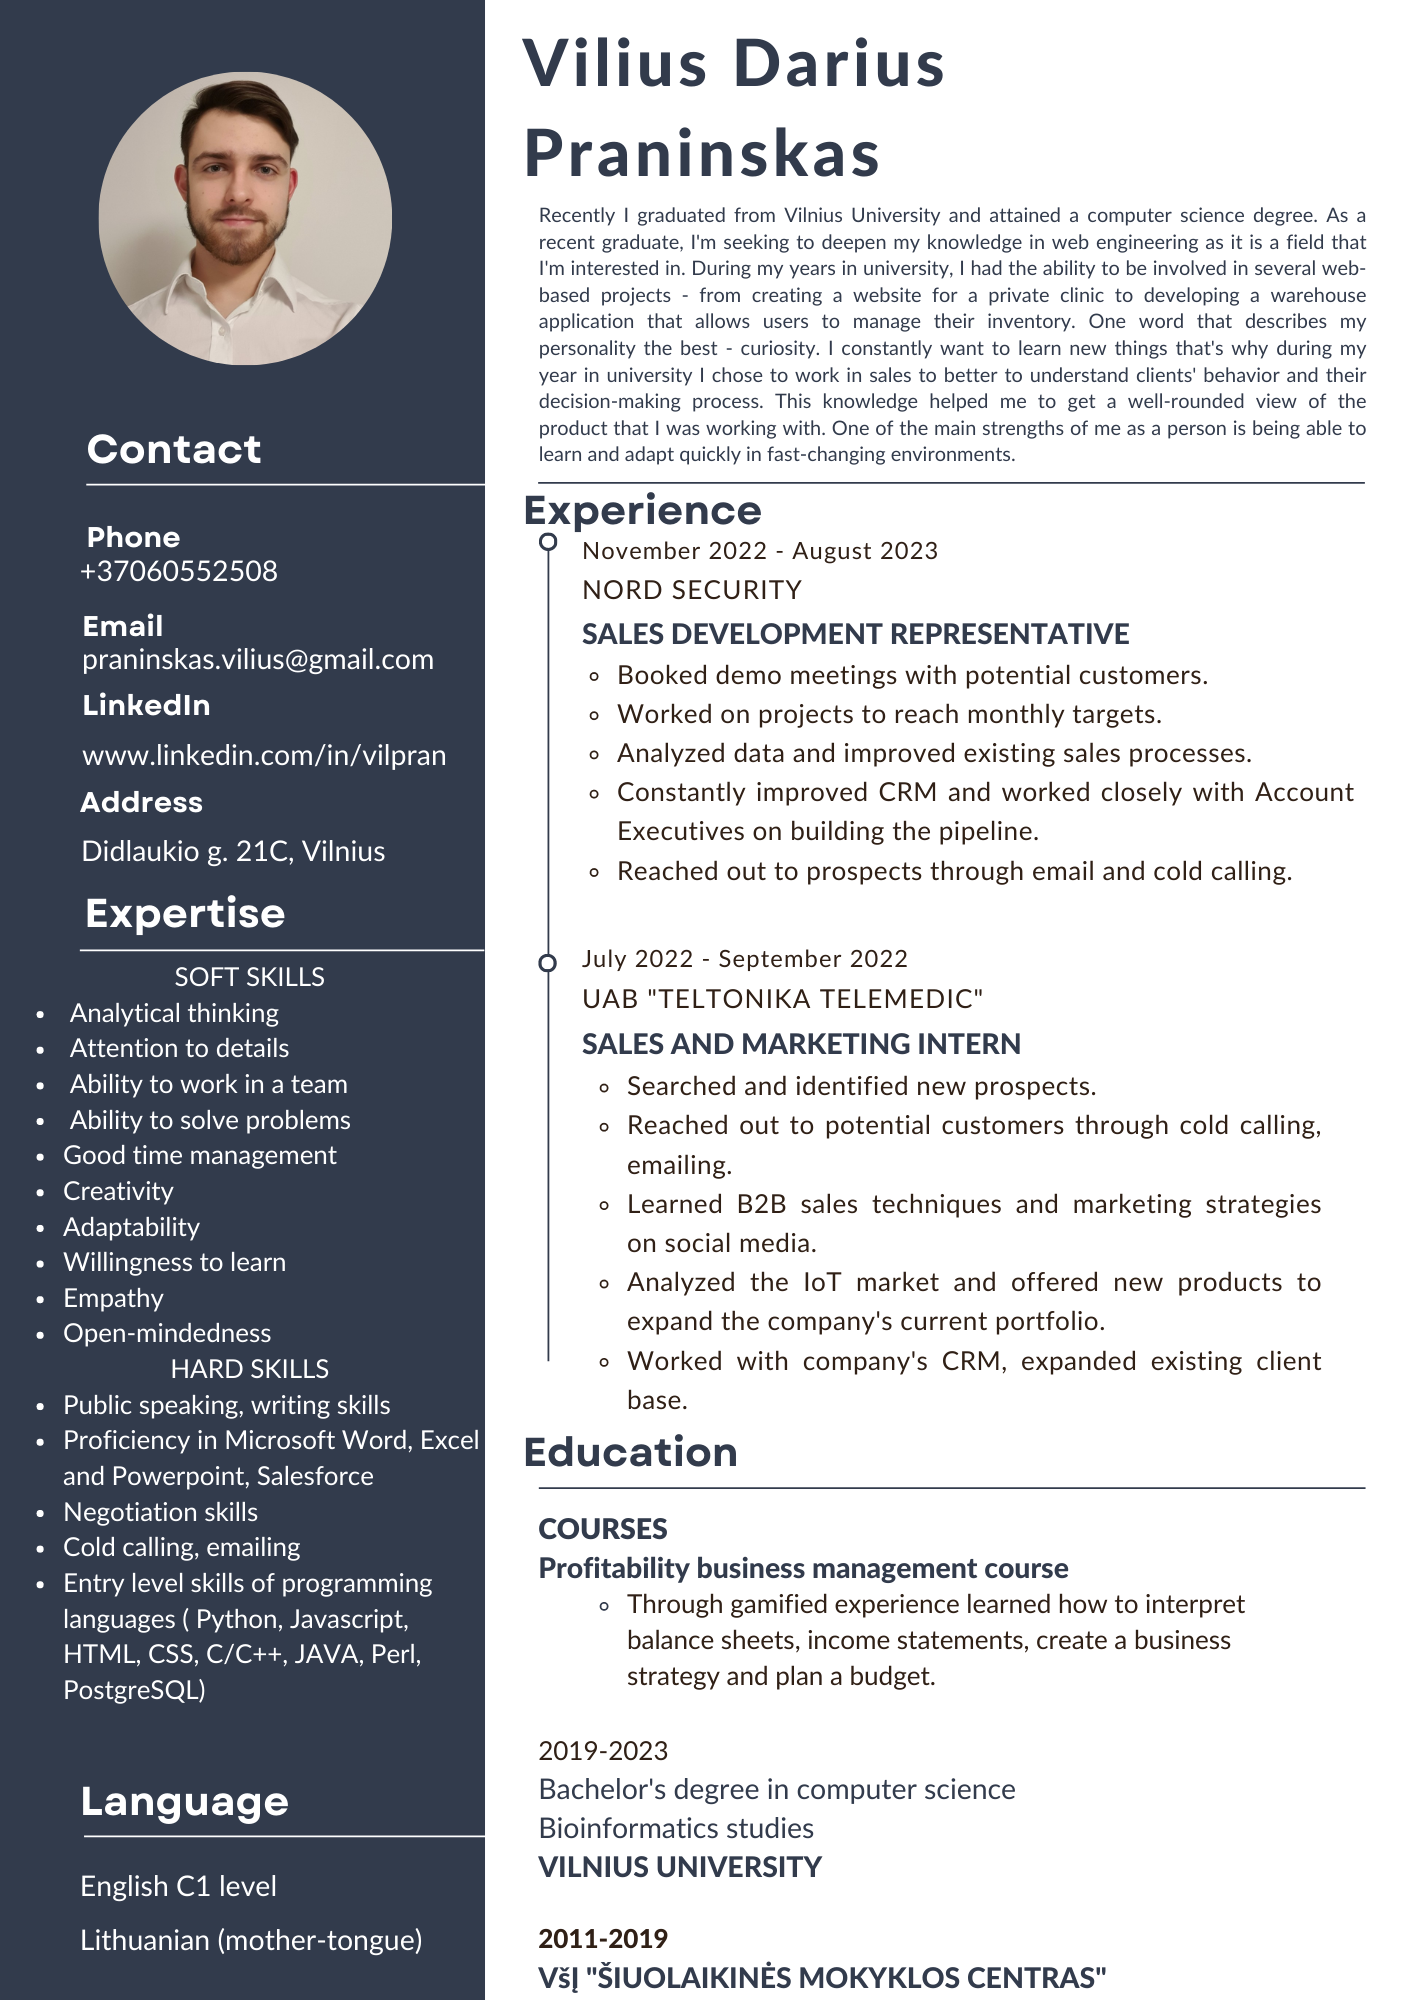 Vilius Darius
Praninskas
Recently I graduated from Vilnius University and attained a computer science degree. As a
recent graduate, I'm seeking to deepen my knowledge in web engineering as it is a field that
I'm interested in. During my years in university, I had the ability to be involved in several web-
based projects - from creating a website for a private clinic to developing a warehouse
application that allows users to manage their inventory. One word that describes my
personality the best - curiosity. I constantly want to learn new things that's why during my
year in university I chose to work in sales to better to understand clients' behavior and their
decision-making process. This knowledge helped me to get a well-rounded view of the
product that I was working with. One of the main strengths of me as a person is being able to
learn and adapt quickly in fast-changing environments.
Contact
Phone
+37060552508
Email
praninskas.vilius@gmail.com
LinkedIn
www.linkedin.com/in/vilpran
Address
Didlaukio g. 21C, Vilnius
Expertise
SOFT SKILLS
• Analytical thinking
• Attention to details
• Ability to work in a team
• Ability to solve problems
• Good time management
• Creativity
• Adaptability
• Willingness to learn
• Empathy
• Open-mindedness
HARD SKILLS
• Public speaking, writing skills
• Proficiency in Microsoft Word, Excel
and Powerpoint, Salesforce
• Negotiation skills
• Cold calling, emailing
• Entry level skills of programming
languages ( Python, Javascript,
HTML, CSS, C/C++, JAVA, Perl,
PostgreSQL)
Language
English C1 level
Lithuanian (mother-tongue)
Experience
November 2022 - August 2023
NORD SECURITY
SALES DEVELOPMENT REPRESENTATIVE
◦ Booked demo meetings with potential customers.
◦ Worked on projects to reach monthly targets.
◦ Analyzed data and improved existing sales processes.
◦ Constantly improved CRM and worked closely with Account
Executives on building the pipeline.
◦ Reached out to prospects through email and cold calling.
July 2022 - September 2022
UAB "TELTONIKA TELEMEDIC"
SALES AND MARKETING INTERN
◦ Searched and identified new prospects.
◦ Reached out to potential customers through cold calling,
emailing.
◦ Learned B2B sales techniques and marketing strategies
on social media.
◦ Analyzed the IoT market and offered new products to
expand the company's current portfolio.
◦ Worked with company's CRM, expanded existing client
base.
Education
COURSES
Profitability business management course
◦ Through gamified experience learned how to interpret
balance sheets, income statements, create a business
strategy and plan a budget.
2019-2023
Bachelor's degree in computer science
Bioinformatics studies
VILNIUS UNIVERSITY
2011-2019
VšĮ "ŠIUOLAIKINĖS MOKYKLOS CENTRAS"